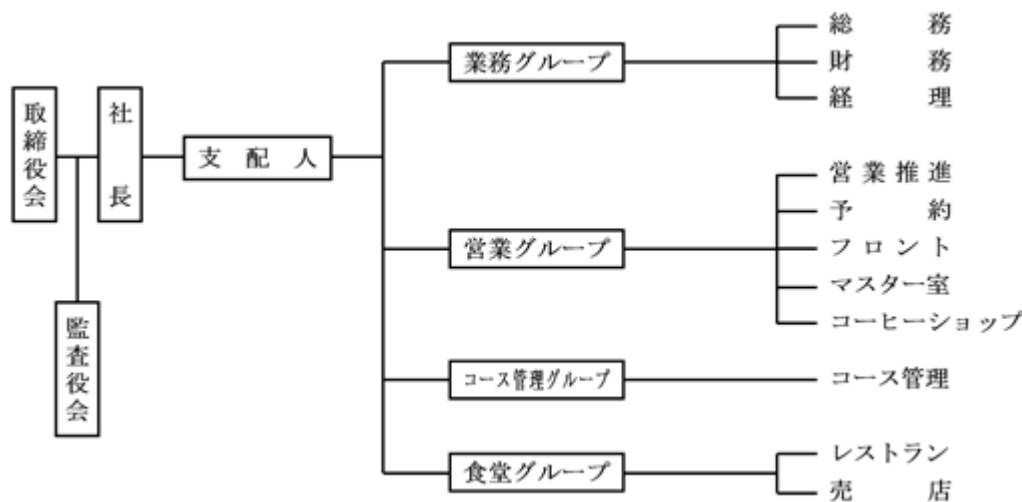 取締役会
社長
監査役会
支配人
業務グループ
総務
財務
経理
営業グループ
営業推進
予約
フロント
マスター室
コーヒーショップ
コース管理グループ
コース管理
食堂グループ
レストラン
売店